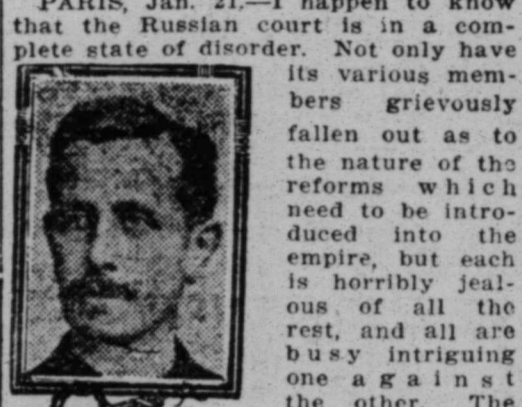 PARIS, Jan. 21.—I happen to know
that the Russian court is in a com-
plete state of disorder. Not only have
its various mem-
bers grievously
fallen out as to
the nature of the
reforms which
need to be intro-
duced into the
empire, but each
is horribly jeal-
ous of all the
rest, and all are
busy intriguing
one against
the other. The